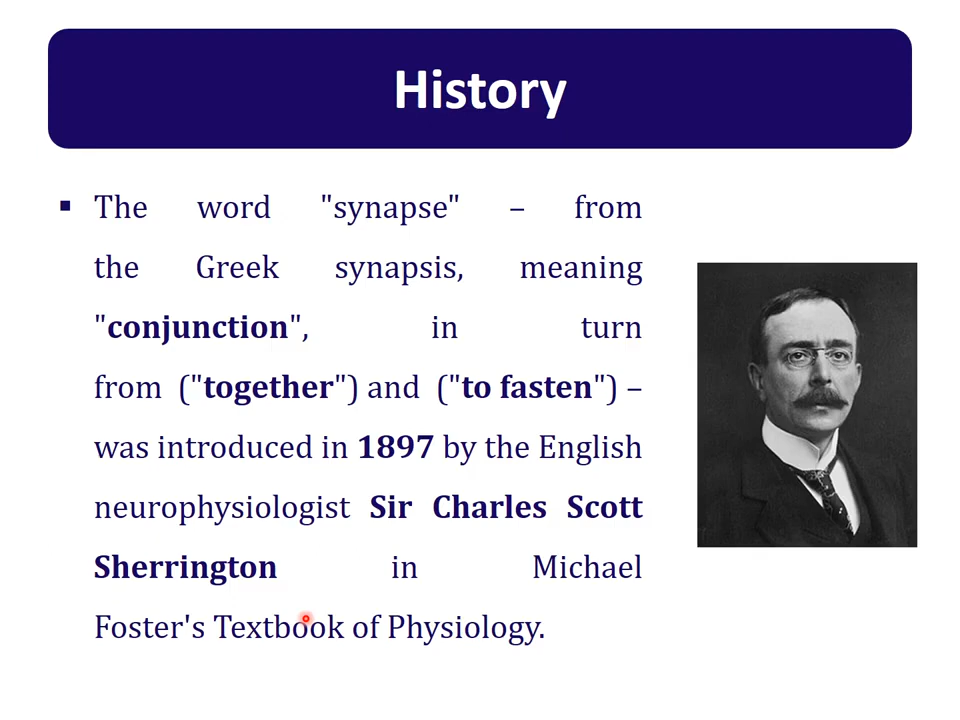 History
▪ The word "synapse" – from
the Greek synapsis, meaning
"conjunction", in turn
from ("together") and ("to fasten") –
was introduced in 1897 by the English
neurophysiologist Sir Charles Scott
Sherrington in Michael
Foster's Textbook of Physiology.